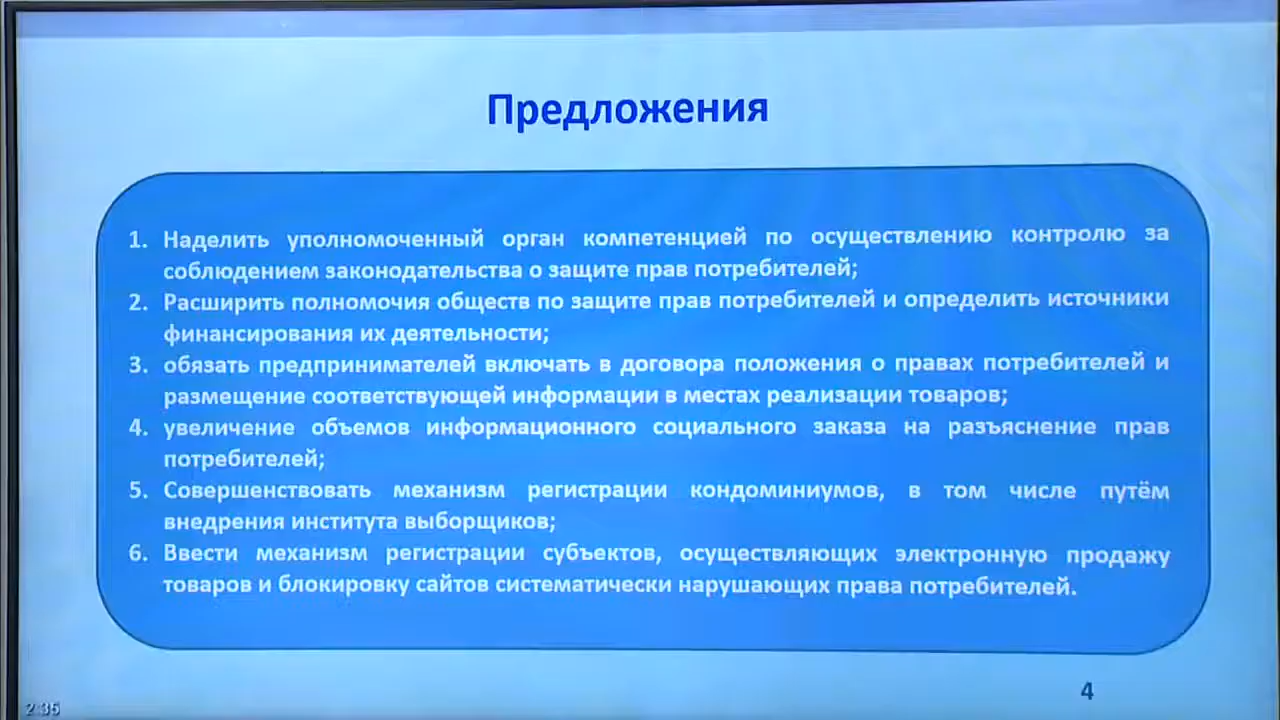 Предложения
1. Наделить уполномоченный орган компетенцией по осуществлению контролю за
соблюдением законодательства о защите прав потребителей;
2. Расширить полномочия обществ по защите прав потребителей и определить источники
финансирования их деятельности;
3. обязать предпринимателей включать в договора положения о правах потребителей и
размещение соответствующей информации в местах реализации товаров;
4. увеличение объемов информационного социального заказа на разъяснение прав
потребителей;
5. Совершенствовать механизм регистрации кондоминиумов, в том числе путём
внедрения института выборщиков;
6. Ввести механизм регистрации субъектов, осуществляющих электронную продажу
товаров и блокировку сайтов систематически нарушающих права потребителей.
4
2:35